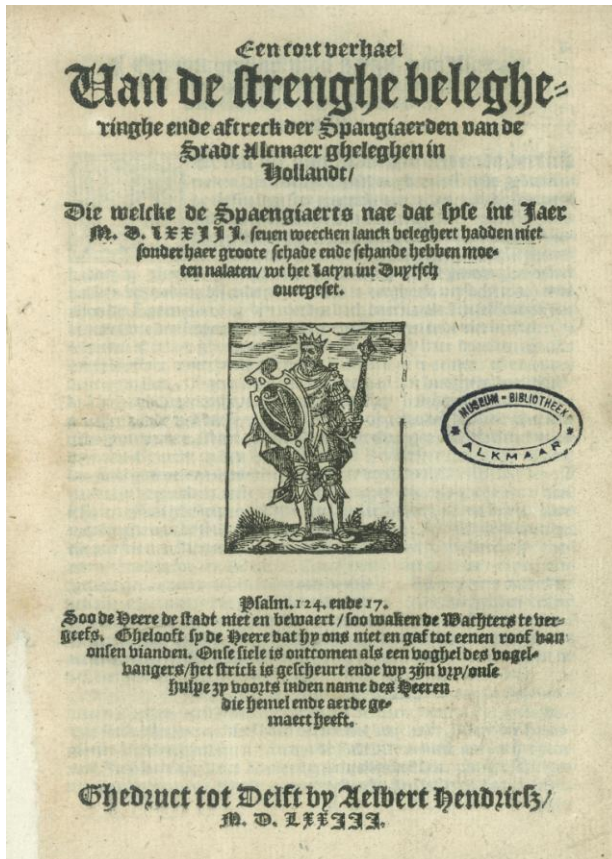 Een cort verhael
Van de strenghe beleghe-
ringhe ende aftreck der Spangiaerden van de
Stadt Alcmaer gheleghen in
Hollandt/
Die welcke de Spaengiaerts nae dat syse int Jaer
M. D. LXXIII. seuen weecken lanck beleghert hadden niet
sonder haer groote schade ende schande hebben moe-
ten nalaten/ wt het Latyn int Duytsch
ouergeset.
MUSEUM - BIBLIOTHEEK
* ALKMAAR *
Psalm. 124. ende 17.
Soo de Heere de stadt niet en bewaert / soo waken de Wachters te ver-
geefs. Ghelooft sy de Heere dat hy ons niet en gaf tot eenen roof van
onsen vianden. Onse siele is ontcomen als een voghel des vogel-
vangers/ het strick is gescheurt ende wy zijn vry/ onse
hulpe zy voorts inden name des Heeren
die hemel ende aerde ge-
maect heeft.
Ghedruct tot Delft by Aelbert Hendricsz/
M. D. LXXIII.